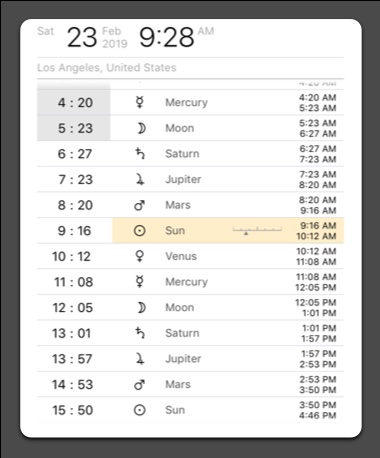 Sat 23 Feb 2019 9:28 AM
Los Angeles, United States
4:20 AM
4 : 20 ☿ Mercury 4:20 AM 5:23 AM
5 : 23 ☽ Moon 5:23 AM 6:27 AM
6 : 27 ♄ Saturn 6:27 AM 7:23 AM
7 : 23 ♃ Jupiter 7:23 AM 8:20 AM
8 : 20 ♂ Mars 8:20 AM 9:16 AM
9 : 16 ☉ Sun 9:16 AM 10:12 AM
10 : 12 ♀ Venus 10:12 AM 11:08 AM
11 : 08 ☿ Mercury 11:08 AM 12:05 PM
12 : 05 ☽ Moon 12:05 PM 1:01 PM
13 : 01 ♄ Saturn 1:01 PM 1:57 PM
13 : 57 ♃ Jupiter 1:57 PM 2:53 PM
14 : 53 ♂ Mars 2:53 PM 3:50 PM
15 : 50 ☉ Sun 3:50 PM 4:46 PM